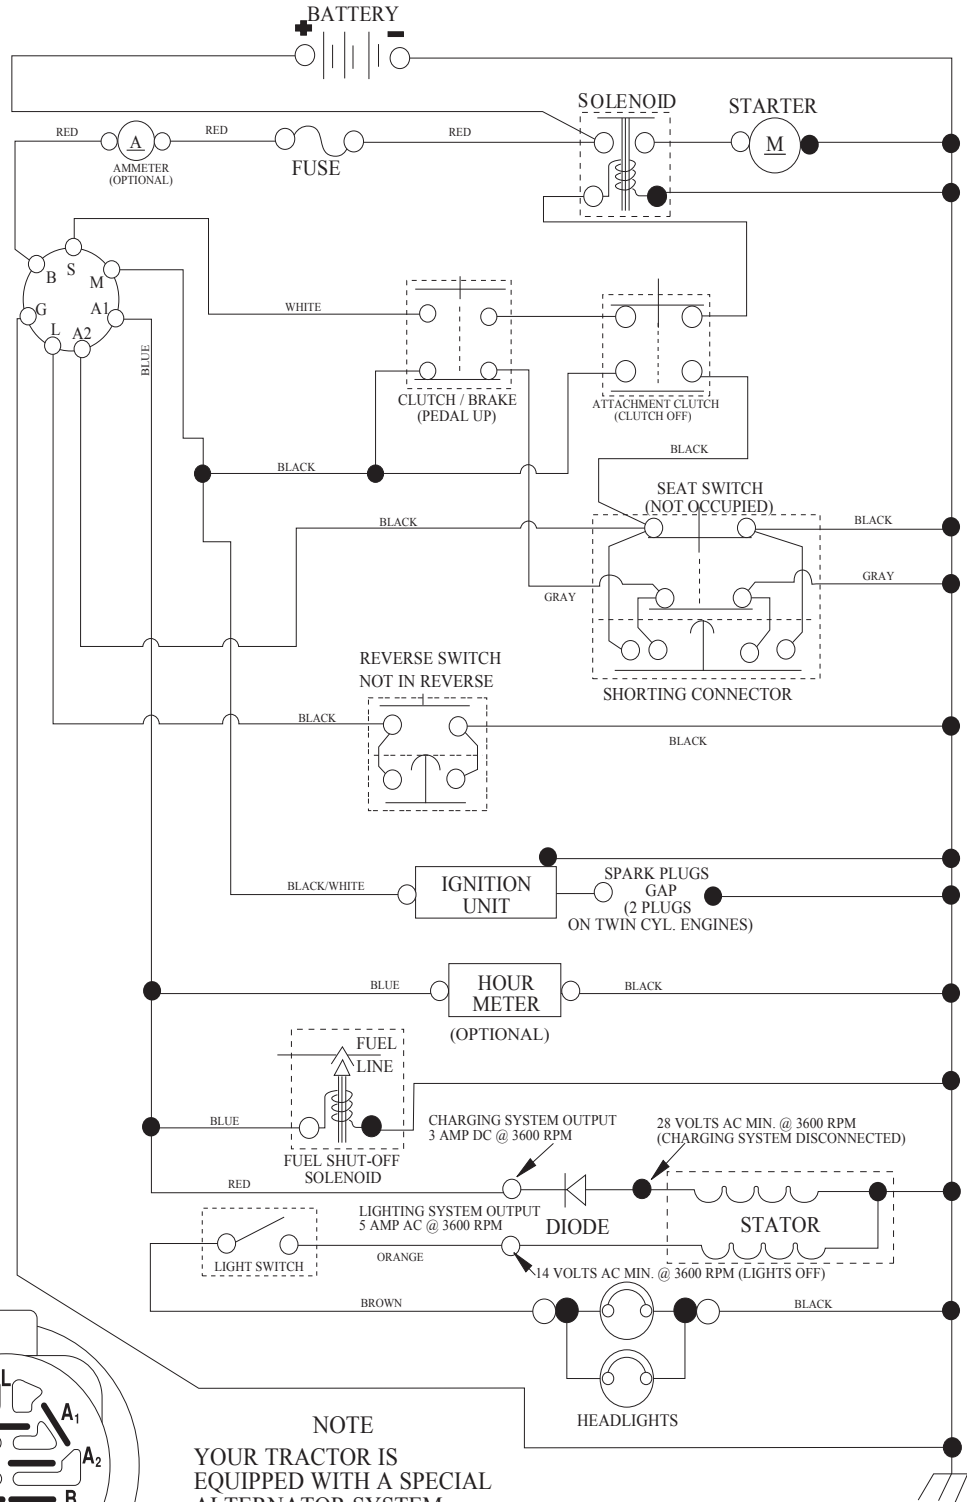 BATTERY
+
-
SOLENOID
STARTER
RED
A
RED
RED
M
AMMETER
(OPTIONAL)
FUSE
B
S
M
G
A1
L
A2
WHITE
BLUE
CLUTCH / BRAKE
(PEDAL UP)
ATTACHMENT CLUTCH
(CLUTCH OFF)
BLACK
BLACK
SEAT SWITCH
(NOT OCCUPIED)
BLACK
BLACK
GRAY
GRAY
REVERSE SWITCH
NOT IN REVERSE
SHORTING CONNECTOR
BLACK
BLACK
BLACK/WHITE
IGNITION
UNIT
SPARK PLUGS
GAP
(2 PLUGS
ON TWIN CYL. ENGINES)
BLUE
HOUR
METER
BLACK
(OPTIONAL)
FUEL
LINE
BLUE
CHARGING SYSTEM OUTPUT
3 AMP DC @ 3600 RPM
28 VOLTS AC MIN. @ 3600 RPM
(CHARGING SYSTEM DISCONNECTED)
FUEL SHUT-OFF
SOLENOID
RED
LIGHTING SYSTEM OUTPUT
5 AMP AC @ 3600 RPM
DIODE
STATOR
LIGHT SWITCH
ORANGE
14 VOLTS AC MIN. @ 3600 RPM (LIGHTS OFF)
BROWN
BLACK
HEADLIGHTS
L
A1
A2
B
NOTE
YOUR TRACTOR IS
EQUIPPED WITH A SPECIAL
ALTERNATOR SYSTEM